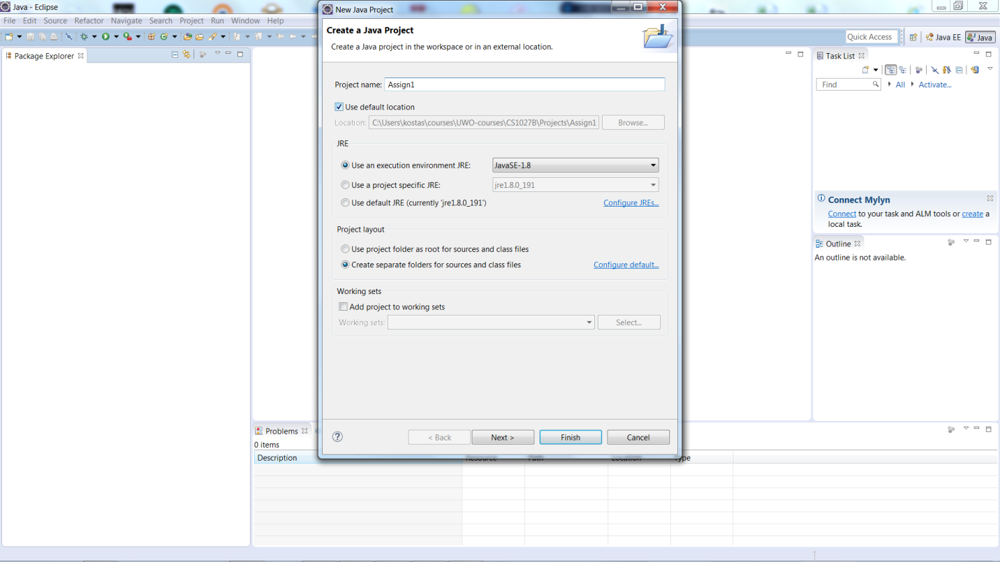 Java - Eclipse
File Edit Source Refactor Navigate Search Project Run Window Help
Quick Access Java EE Java
Package Explorer
New Java Project
Create a Java Project
Create a Java project in the workspace or in an external location.
Project name: Assign1
Use default location
Location: C:\Users\kostas\courses\UWO-courses\CS1027B\Projects\Assign1 Browse...
JRE
Use an execution environment JRE: JavaSE-1.8
Use a project specific JRE: jre1.8.0_191
Use default JRE (currently 'jre1.8.0_191') Configure JREs...
Project layout
Use project folder as root for sources and class files
Create separate folders for sources and class files Configure default...
Working sets
Add project to working sets
Working sets: Select...
< Back Next > Finish Cancel
Task List
Find All Activate...
Connect Mylyn
Connect to your task and ALM tools or create a
local task.
Outline
An outline is not available.
Problems
0 items
Description Resource Path Location Type